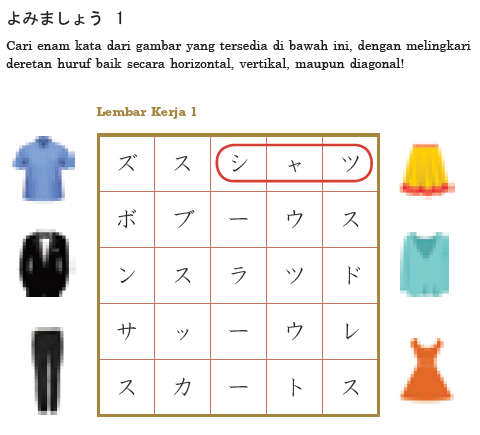 よみましょう 1
Cari enam kata dari gambar yang tersedia di bawah ini, dengan melingkari
deretan huruf baik secara horizontal, vertikal, maupun diagonal!
Lembar Kerja 1
ズ ス シ ャ ツ
ボ ブ ー ウ ス
ン ス ラ ツ ド
サ ッ ー ウ レ
ス カ ー ト ス